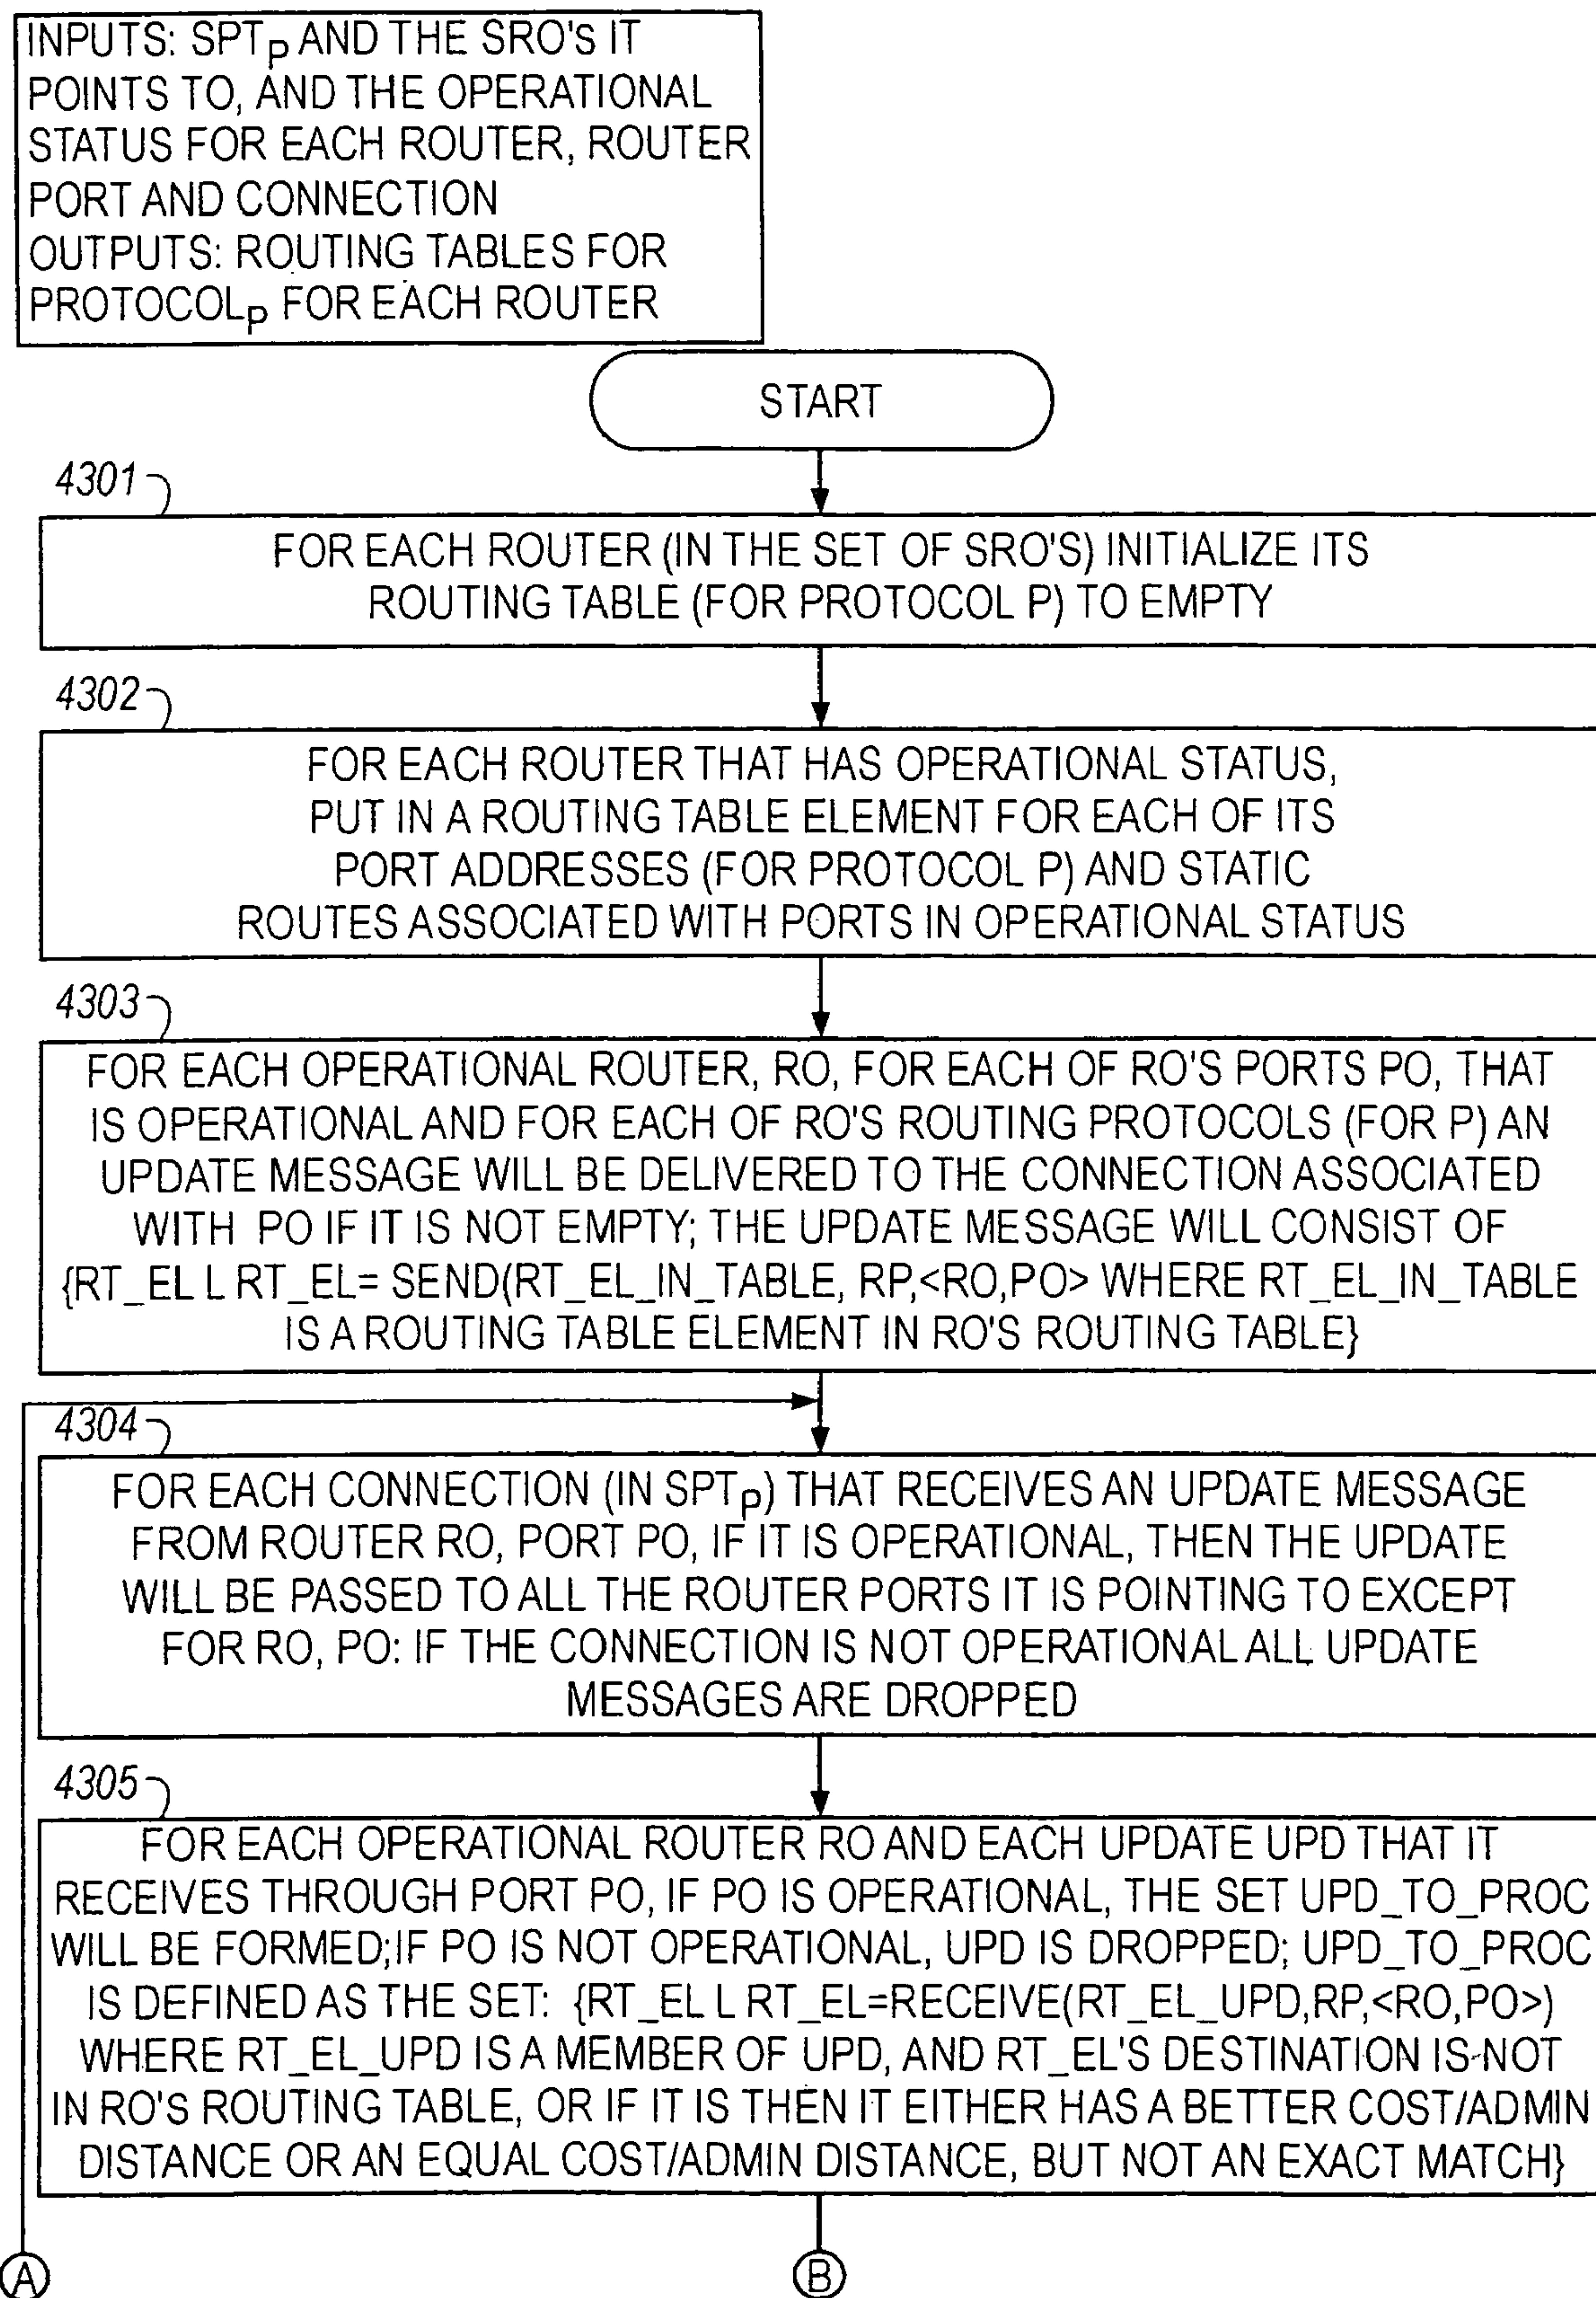 INPUTS: SPTp AND THE SRO'S IT
POINTS TO, AND THE OPERATIONAL
STATUS FOR EACH ROUTER, ROUTER
PORT AND CONNECTION
OUTPUTS: ROUTING TABLES FOR
PROTOCOLp FOR EACH ROUTER
START
4301
FOR EACH ROUTER (IN THE SET OF SRO'S) INITIALIZE ITS
ROUTING TABLE (FOR PROTOCOL P) TO EMPTY
4302
FOR EACH ROUTER THAT HAS OPERATIONAL STATUS,
PUT IN A ROUTING TABLE ELEMENT FOR EACH OF ITS
PORT ADDRESSES (FOR PROTOCOL P) AND STATIC
ROUTES ASSOCIATED WITH PORTS IN OPERATIONAL STATUS
4303
FOR EACH OPERATIONAL ROUTER, RO, FOR EACH OF RO'S PORTS PO, THAT
IS OPERATIONAL AND FOR EACH OF RO'S ROUTING PROTOCOLS (FOR P) AN
UPDATE MESSAGE WILL BE DELIVERED TO THE CONNECTION ASSOCIATED
WITH PO IF IT IS NOT EMPTY; THE UPDATE MESSAGE WILL CONSIST OF
{RT_EL L RT_EL= SEND(RT_EL_IN_TABLE, RP,<RO,PO> WHERE RT_EL_IN_TABLE
IS A ROUTING TABLE ELEMENT IN RO'S ROUTING TABLE}
4304
FOR EACH CONNECTION (IN SPTp) THAT RECEIVES AN UPDATE MESSAGE
FROM ROUTER RO, PORT PO, IF IT IS OPERATIONAL, THEN THE UPDATE
WILL BE PASSED TO ALL THE ROUTER PORTS IT IS POINTING TO EXCEPT
FOR RO, PO: IF THE CONNECTION IS NOT OPERATIONAL ALL UPDATE
MESSAGES ARE DROPPED
4305
FOR EACH OPERATIONAL ROUTER RO AND EACH UPDATE UPD THAT IT
RECEIVES THROUGH PORT PO, IF PO IS OPERATIONAL, THE SET UPD_TO_PROC
WILL BE FORMED;IF PO IS NOT OPERATIONAL, UPD IS DROPPED; UPD_TO_PROC
IS DEFINED AS THE SET: {RT_EL L RT_EL=RECEIVE(RT_EL_UPD,RP,<RO,PO>)
WHERE RT_EL_UPD IS A MEMBER OF UPD, AND RT_EL'S DESTINATION IS NOT
IN RO'S ROUTING TABLE, OR IF IT IS THEN IT EITHER HAS A BETTER COST/ADMIN
DISTANCE OR AN EQUAL COST/ADMIN DISTANCE, BUT NOT AN EXACT MATCH}
A
B